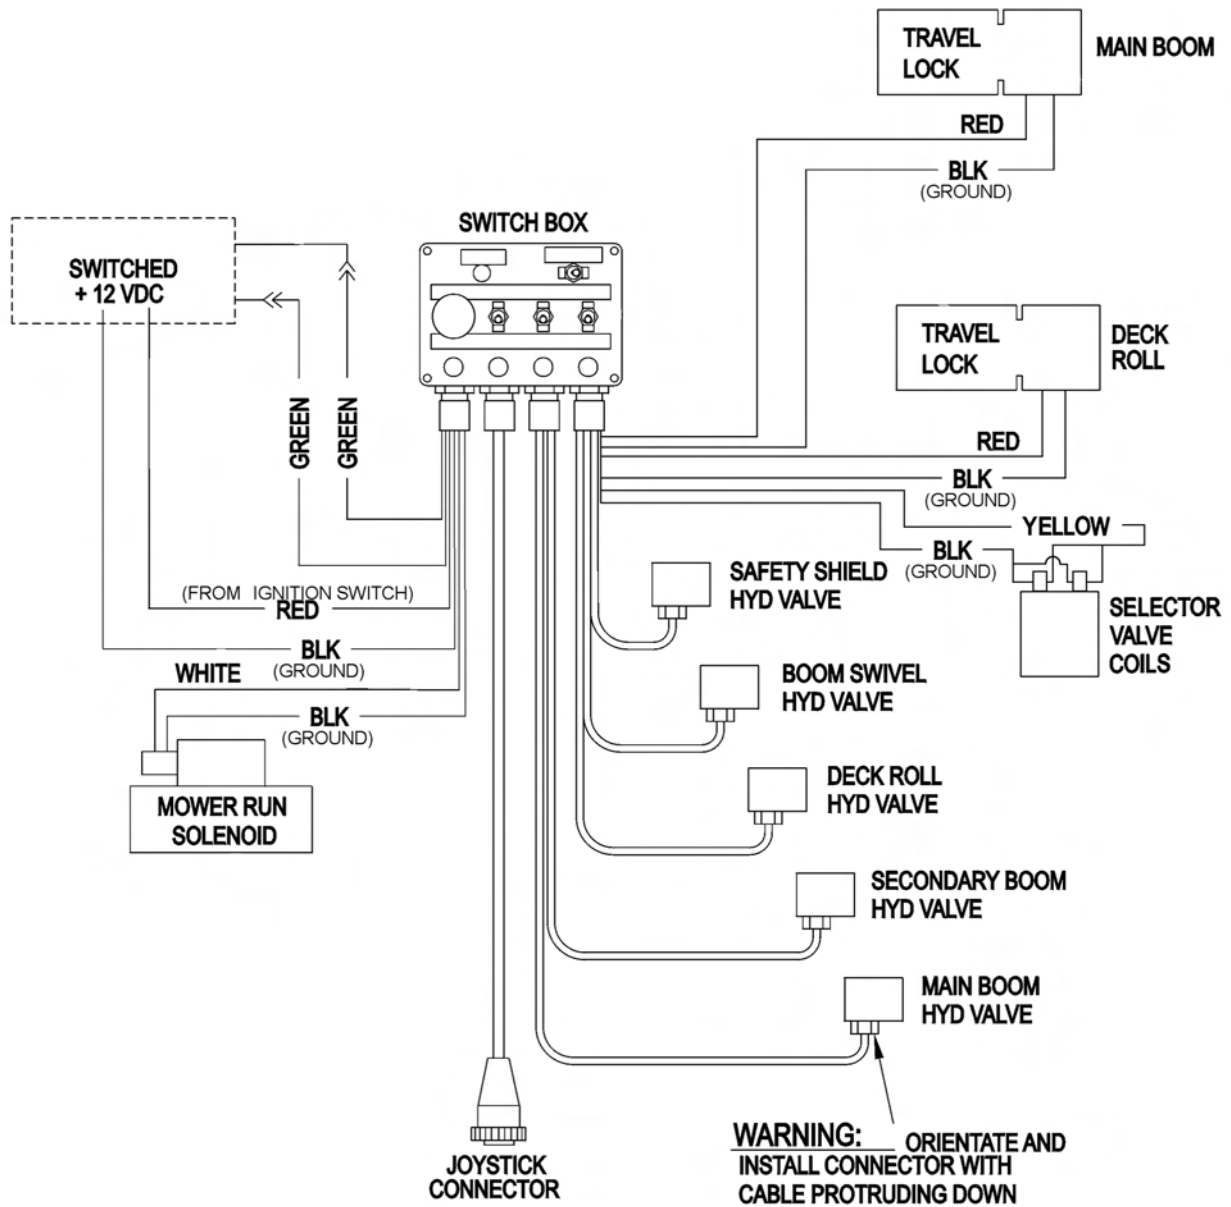 TRAVEL
LOCK
MAIN BOOM
RED
BLK
(GROUND)
SWITCH BOX
SWITCHED
+ 12 VDC
GREEN
GREEN
TRAVEL
LOCK
DECK
ROLL
RED
BLK
(GROUND)
YELLOW
BLK
(GROUND)
SELECTOR
VALVE
COILS
SAFETY SHIELD
HYD VALVE
(FROM IGNITION SWITCH)
RED
BLK
(GROUND)
WHITE
BLK
(GROUND)
MOWER RUN
SOLENOID
BOOM SWIVEL
HYD VALVE
DECK ROLL
HYD VALVE
SECONDARY BOOM
HYD VALVE
MAIN BOOM
HYD VALVE
JOYSTICK
CONNECTOR
WARNING: ORIENTATE AND
INSTALL CONNECTOR WITH
CABLE PROTRUDING DOWN